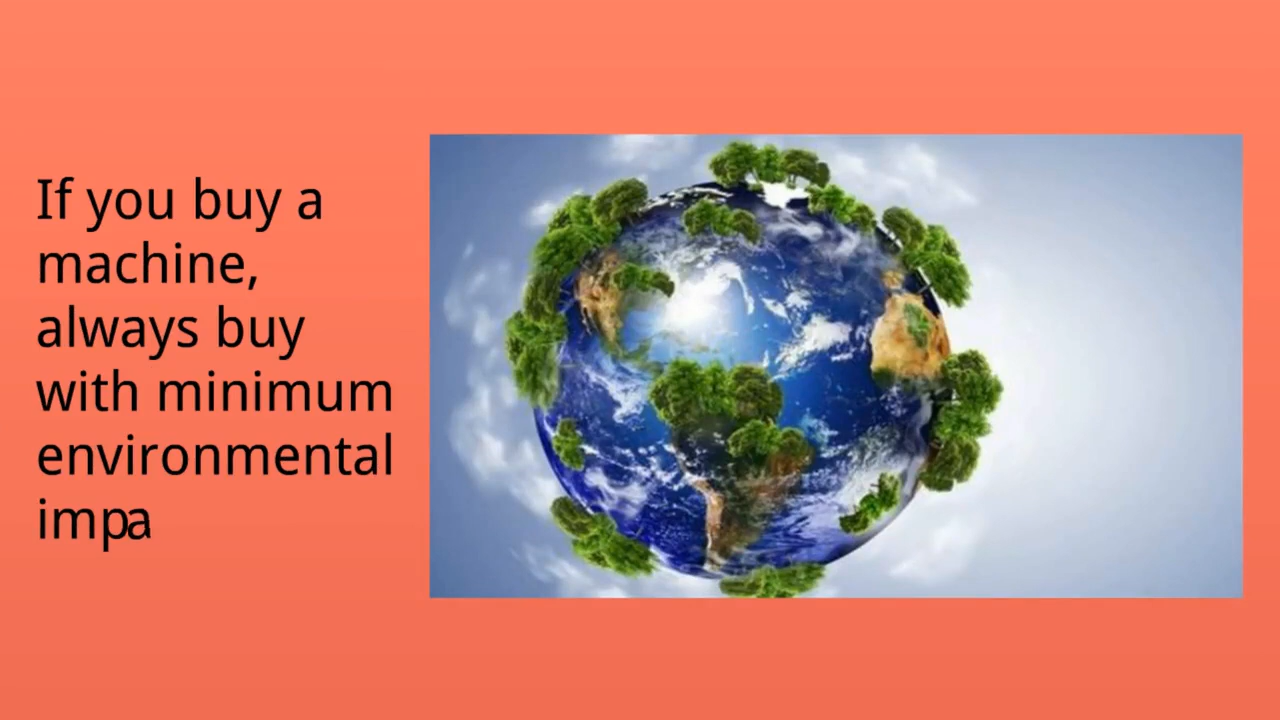 If you buy a
machine,
always buy
with minimum
environmental
impa